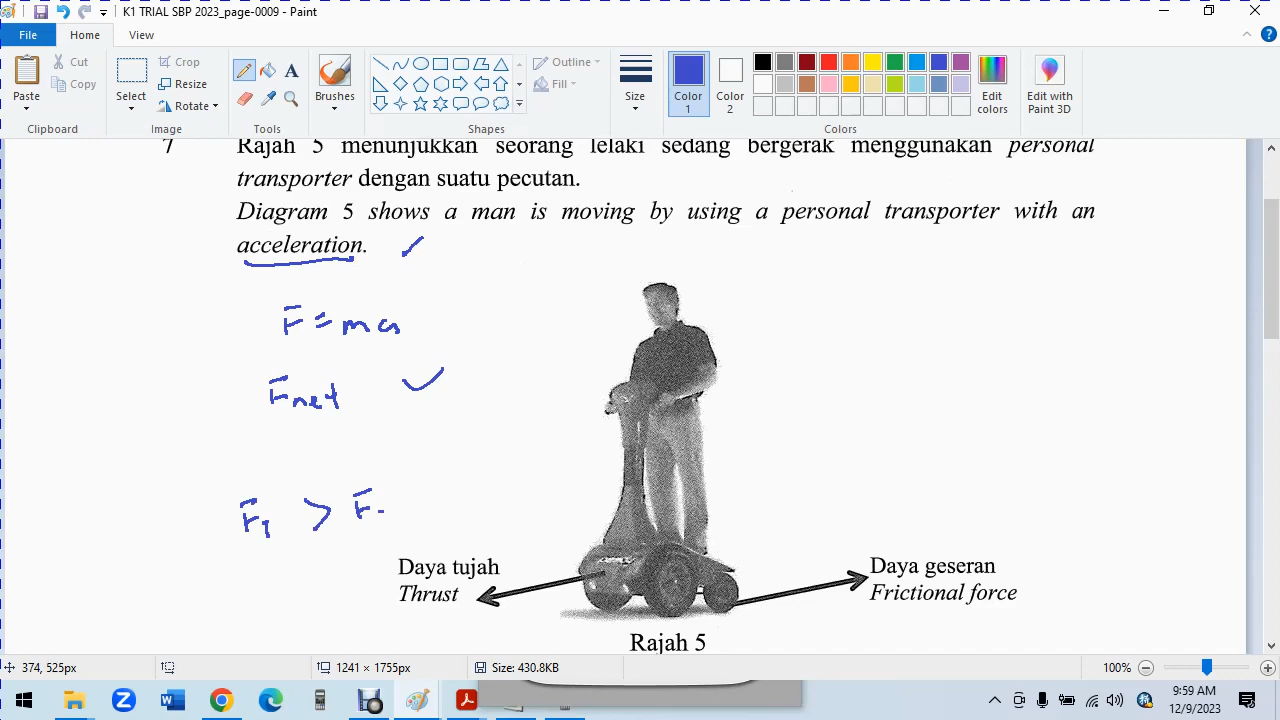 K1 TRIAL SBP 2023_page-0009 - Paint
File Home View
Paste
Cut
Copy
Clipboard
Select
Crop
Resize
Rotate
Image
A
Tools
Brushes
Outline
Fill
Shapes
Size
Color
1
Color
2
Colors
Edit
colors
Edit with
Paint 3D
7 Rajah 5 menunjukkan seorang lelaki sedang bergerak menggunakan personal
transporter dengan suatu pecutan.
Diagram 5 shows a man is moving by using a personal transporter with an
acceleration.
F = ma
Fnet
F1 > F
Daya tujah
Thrust
Daya geseran
Frictional force
Rajah 5
374, 525px
1241 × 1755px
Size: 430.8KB
100%
9:59 AM
12/9/2023